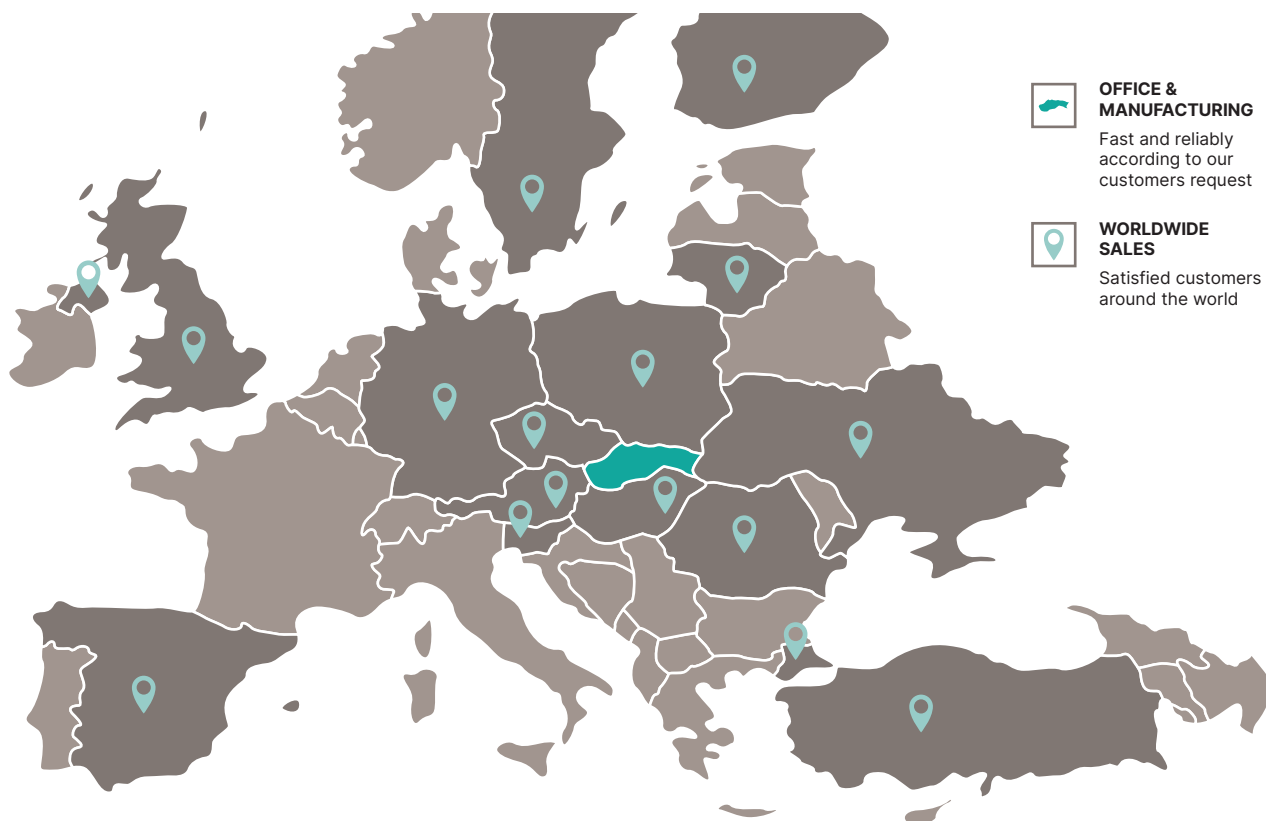 OFFICE &
MANUFACTURING
Fast and reliably
according to our
customers request
WORLDWIDE
SALES
Satisfied customers
around the world